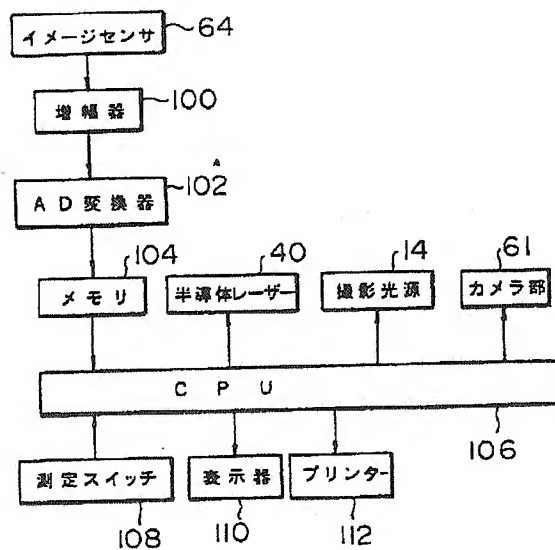 イメージセンサ 64
増幅器 100
AD変換器 102
104 40 14 61
メモリ 半導体レーザー 撮影光源 カメラ部
CPU
106
測定スイッチ 表示器 プリンター
108 110 112